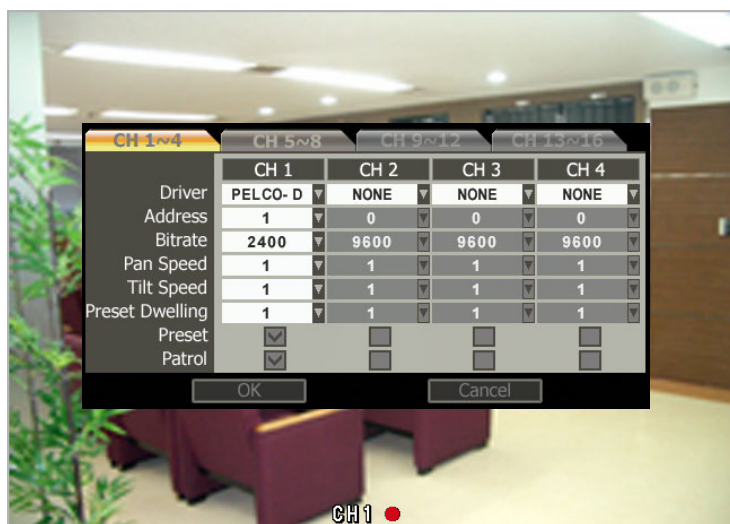 CH 1~4 CH 5~8 CH 9~12 CH 13~16
CH 1 CH 2 CH 3 CH 4
Driver PELCO- D NONE NONE NONE
Address 1 0 0 0
Bitrate 2400 9600 9600 9600
Pan Speed 1 1 1 1
Tilt Speed 1 1 1 1
Preset Dwelling 1 1 1 1
Preset
Patrol
OK Cancel
CH 1